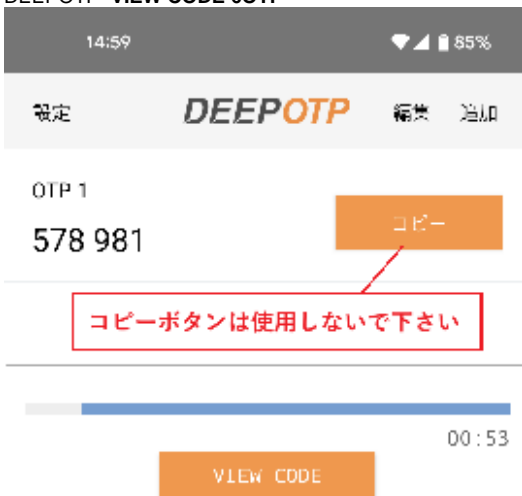 14:59 85%
設定 DEEPOTP 編集 追加
OTP 1
578 981
コピー
コピーボタンは使用しないで下さい
00:53
VIEW CODE